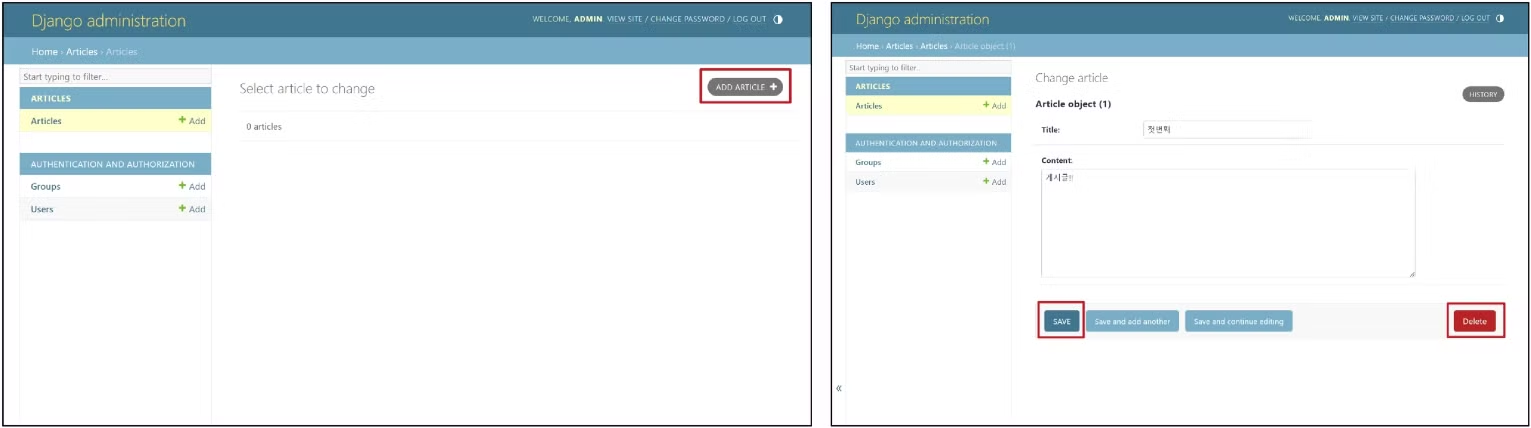 Django administration
WELCOME, ADMIN. VIEW SITE / CHANGE PASSWORD / LOG OUT
Home › Articles › Articles
Start typing to filter...
ARTICLES
Articles + Add
AUTHENTICATION AND AUTHORIZATION
Groups + Add
Users + Add
Select article to change
ADD ARTICLE +
0 articles
Django administration
WELCOME, ADMIN. VIEW SITE / CHANGE PASSWORD / LOG OUT
Home › Articles › Articles › Article object (1)
Start typing to filter...
ARTICLES
Articles + Add
AUTHENTICATION AND AUTHORIZATION
Groups + Add
Users + Add
«
Change article
HISTORY
Article object (1)
Title: 첫번째
Content:
게시글!!
SAVE Save and add another Save and continue editing Delete